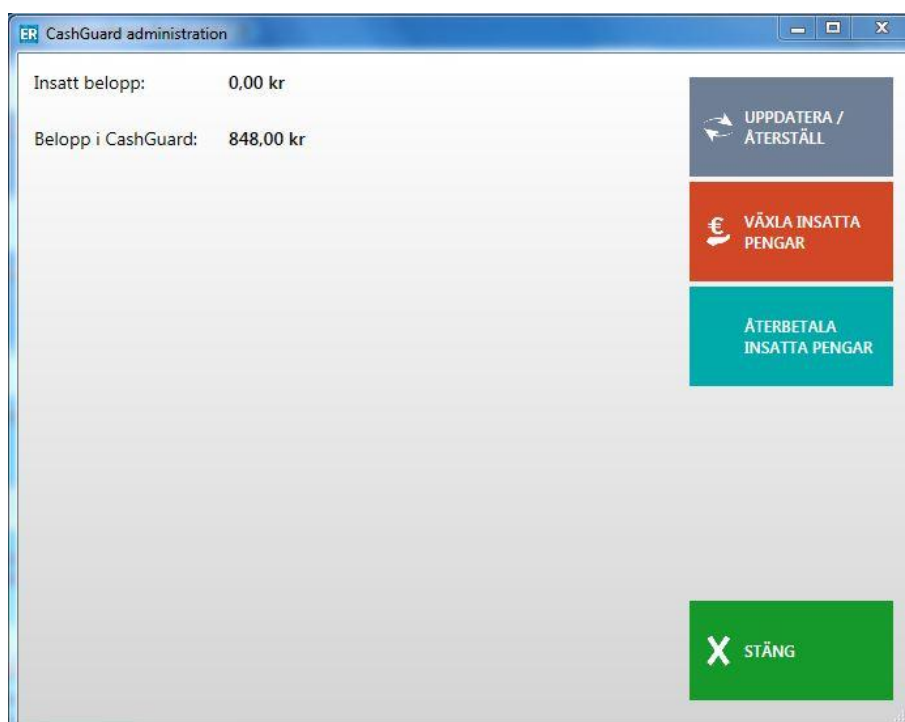 ER CashGuard administration
Insatt belopp: 0,00 kr
Belopp i CashGuard: 848,00 kr
UPPDATERA /
ÅTERSTÄLL
€ VÄXLA INSATTA
PENGAR
ÅTERBETALA
INSATTA PENGAR
X STÄNG